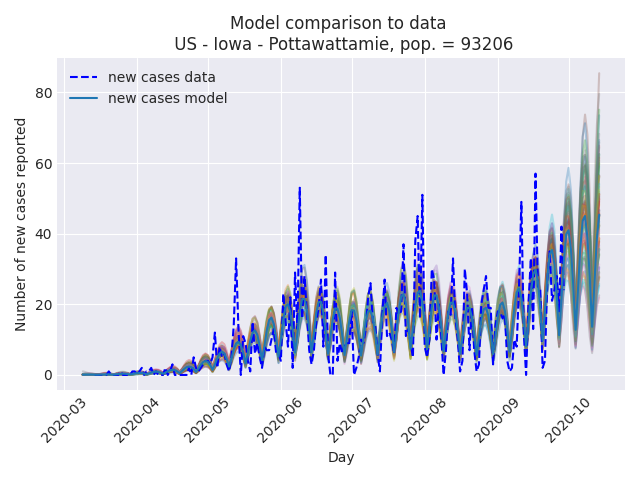 Model comparison to data
US - Iowa - Pottawattamie, pop. = 93206
new cases data
new cases model
Number of new cases reported
80
60
40
20
0
2020-03
2020-04
2020-05
2020-06
2020-07
2020-08
2020-09
2020-10
Day